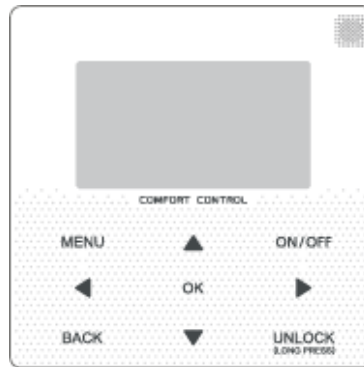 COMFORT CONTROL
MENU
ON/OFF
OK
BACK
UNLOCK
(LONG PRESS)